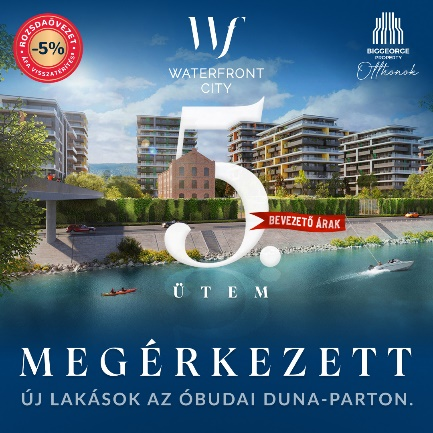 ROZSDAÖVEZET
-5%
ÁFA VISSZATÉRÍTÉS*
Wf
WATERFRONT
CITY
BIGGEORGE
PROPERTY
Otthonok
5.
BEVEZETŐ ÁRAK
ÜTEM
MEGÉRKEZETT
ÚJ LAKÁSOK AZ ÓBUDAI DUNA-PARTON.